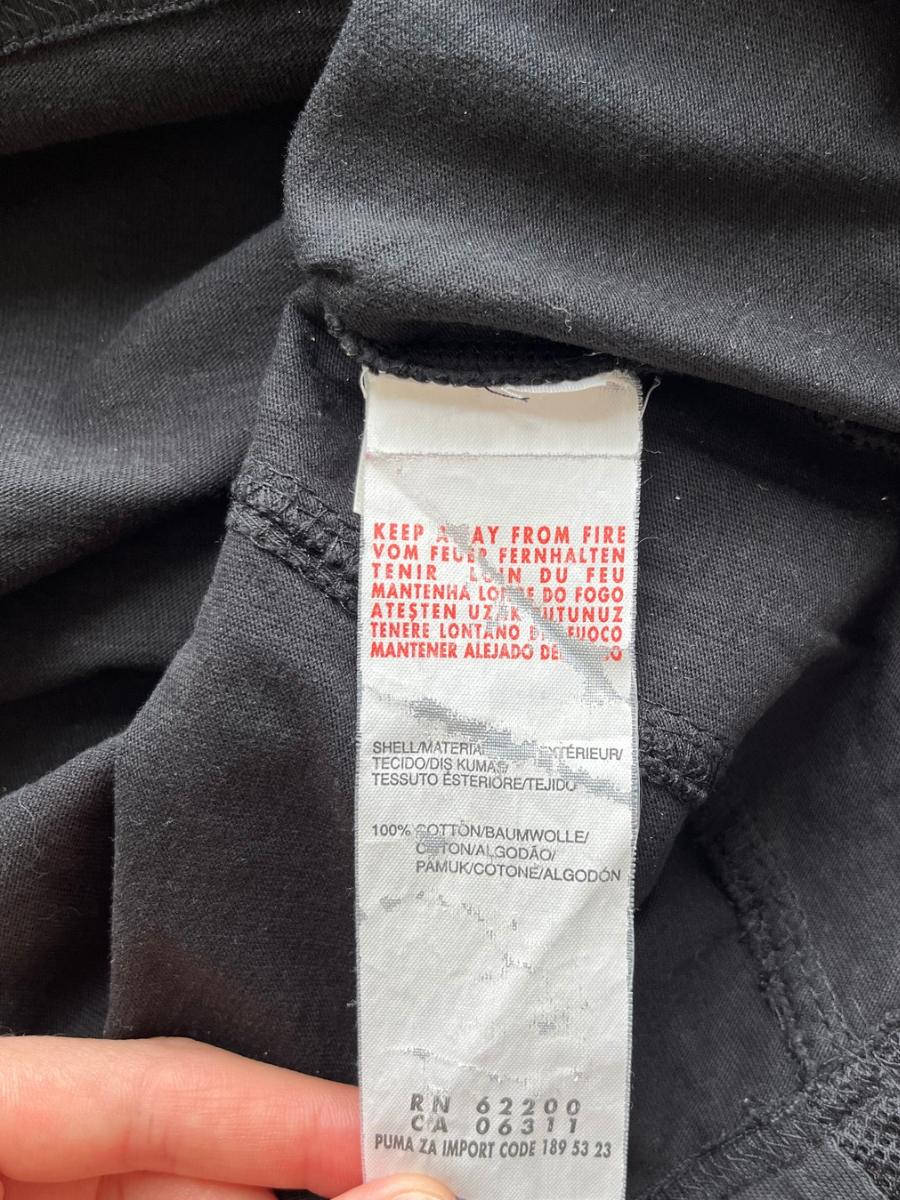 KEEP AWAY FROM FIRE
VOM FEUER FERNHALTEN
TENIR LOIN DU FEU
MANTENHA LONGE DO FOGO
ATEŞTEN UZAK TUTUNUZ
TENERE LONTANO DAL FUOCO
MANTENER ALEJADO DEL FUEGO
SHELL/MATERIAL EXTÉRIEUR/
TECIDO/DIS KUMAS
TESSUTO ESTERIORE/TEJIDO
100% COTTON/BAUMWOLLE/
COTON/ALGODÃO/
PAMUK/COTONE/ALGODÓN
RN 62200
CA 06311
PUMA ZA IMPORT CODE 189 53 23